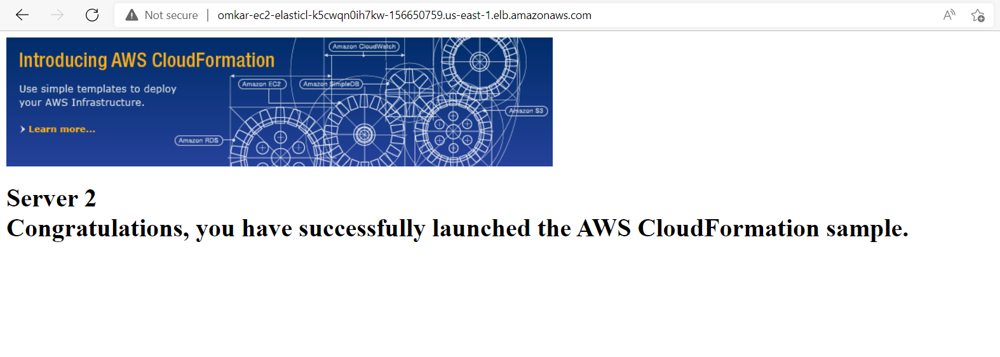 Not secure | omkar-ec2-elasticl-k5cwqn0ih7kw-156650759.us-east-1.elb.amazonaws.com
Introducing AWS CloudFormation
Use simple templates to deploy
your AWS Infrastructure.
Learn more...
Amazon CloudWatch
Amazon EC2
Amazon SimpleDB
Amazon S3
Amazon RDS
Server 2
Congratulations, you have successfully launched the AWS CloudFormation sample.